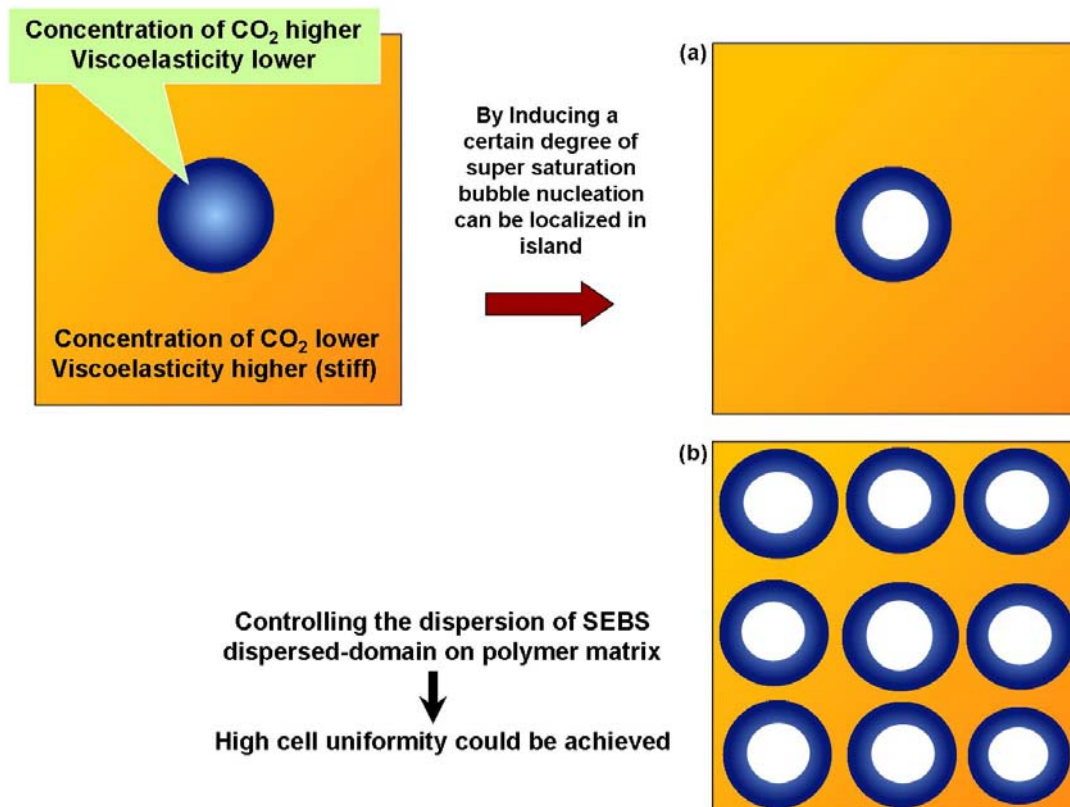 Concentration of CO₂ higher
Viscoelasticity lower
Concentration of CO₂ lower
Viscoelasticity higher (stiff)
By Inducing a
certain degree of
super saturation
bubble nucleation
can be localized in
island
(a)
(b)
Controlling the dispersion of SEBS
dispersed-domain on polymer matrix
High cell uniformity could be achieved